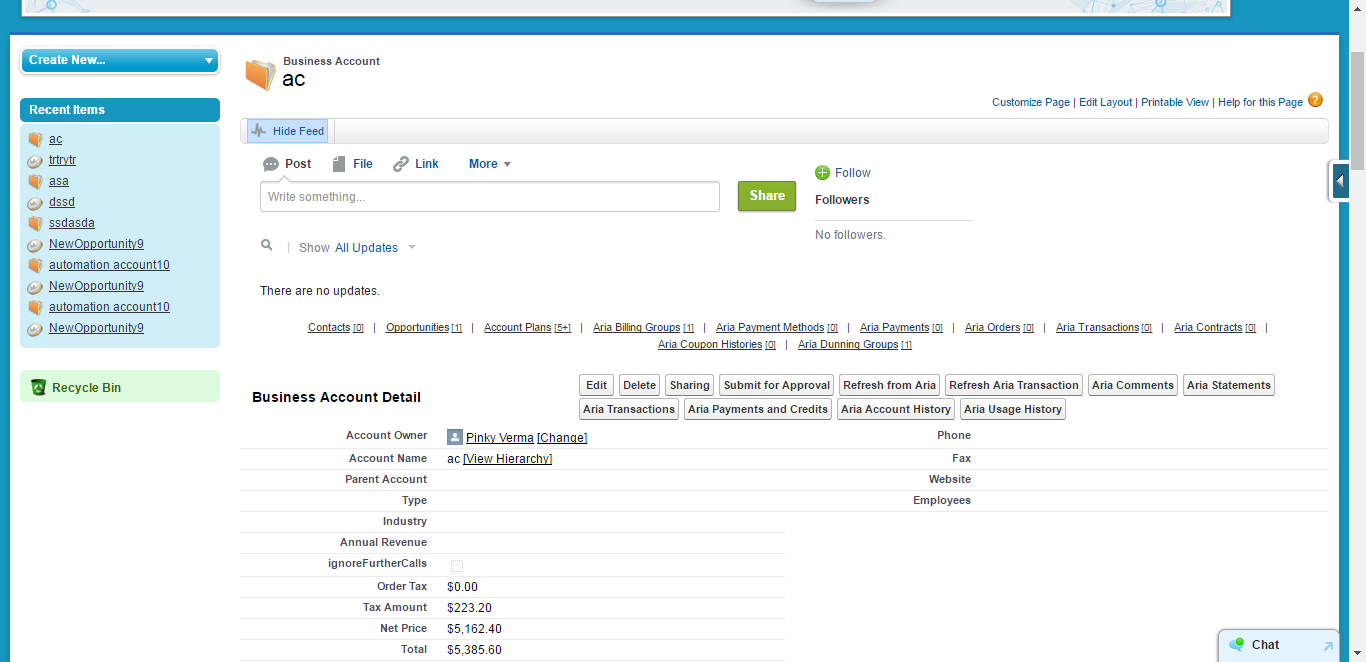 Create New...
Recent Items
ac
trtrytr
asa
dssd
ssdasda
NewOpportunity9
automation account10
NewOpportunity9
automation account10
NewOpportunity9
Recycle Bin
Business Account
ac
Customize Page | Edit Layout | Printable View | Help for this Page ?
Hide Feed
Post File Link More
Write something...
Share
Follow
Followers
No followers.
Show All Updates
There are no updates.
Contacts [0] | Opportunities [1] | Account Plans [5+] | Aria Billing Groups [1] | Aria Payment Methods [0] | Aria Payments [0] | Aria Orders [0] | Aria Transactions [0] | Aria Contracts [0] |
Aria Coupon Histories [0] | Aria Dunning Groups [1]
Business Account Detail
Edit Delete Sharing Submit for Approval Refresh from Aria Refresh Aria Transaction Aria Comments Aria Statements
Aria Transactions Aria Payments and Credits Aria Account History Aria Usage History
Account Owner Pinky Verma [Change] Phone
Account Name ac [View Hierarchy] Fax
Parent Account Website
Type Employees
Industry
Annual Revenue
ignoreFurtherCalls
Order Tax $0.00
Tax Amount $223.20
Net Price $5,162.40
Total $5,385.60
Chat